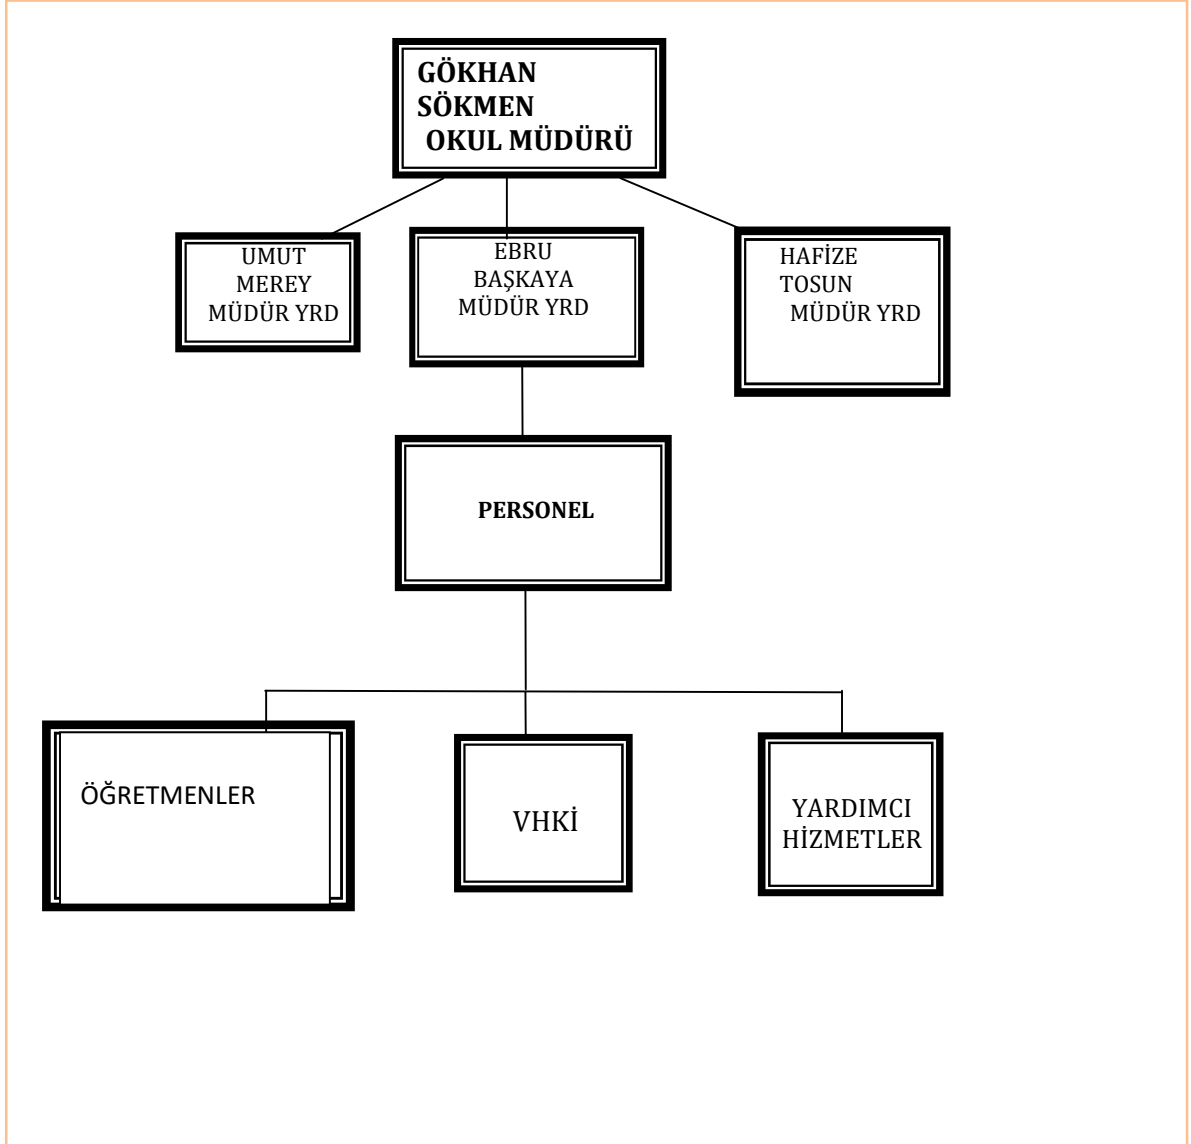 GÖKHAN
SÖKMEN
OKUL MÜDÜRÜ
UMUT
MEREY
MÜDÜR YRD
EBRU
BAŞKAYA
MÜDÜR YRD
HAFİZE
TOSUN
MÜDÜR YRD
PERSONEL
ÖĞRETMENLER
VHKİ
YARDIMCI
HİZMETLER